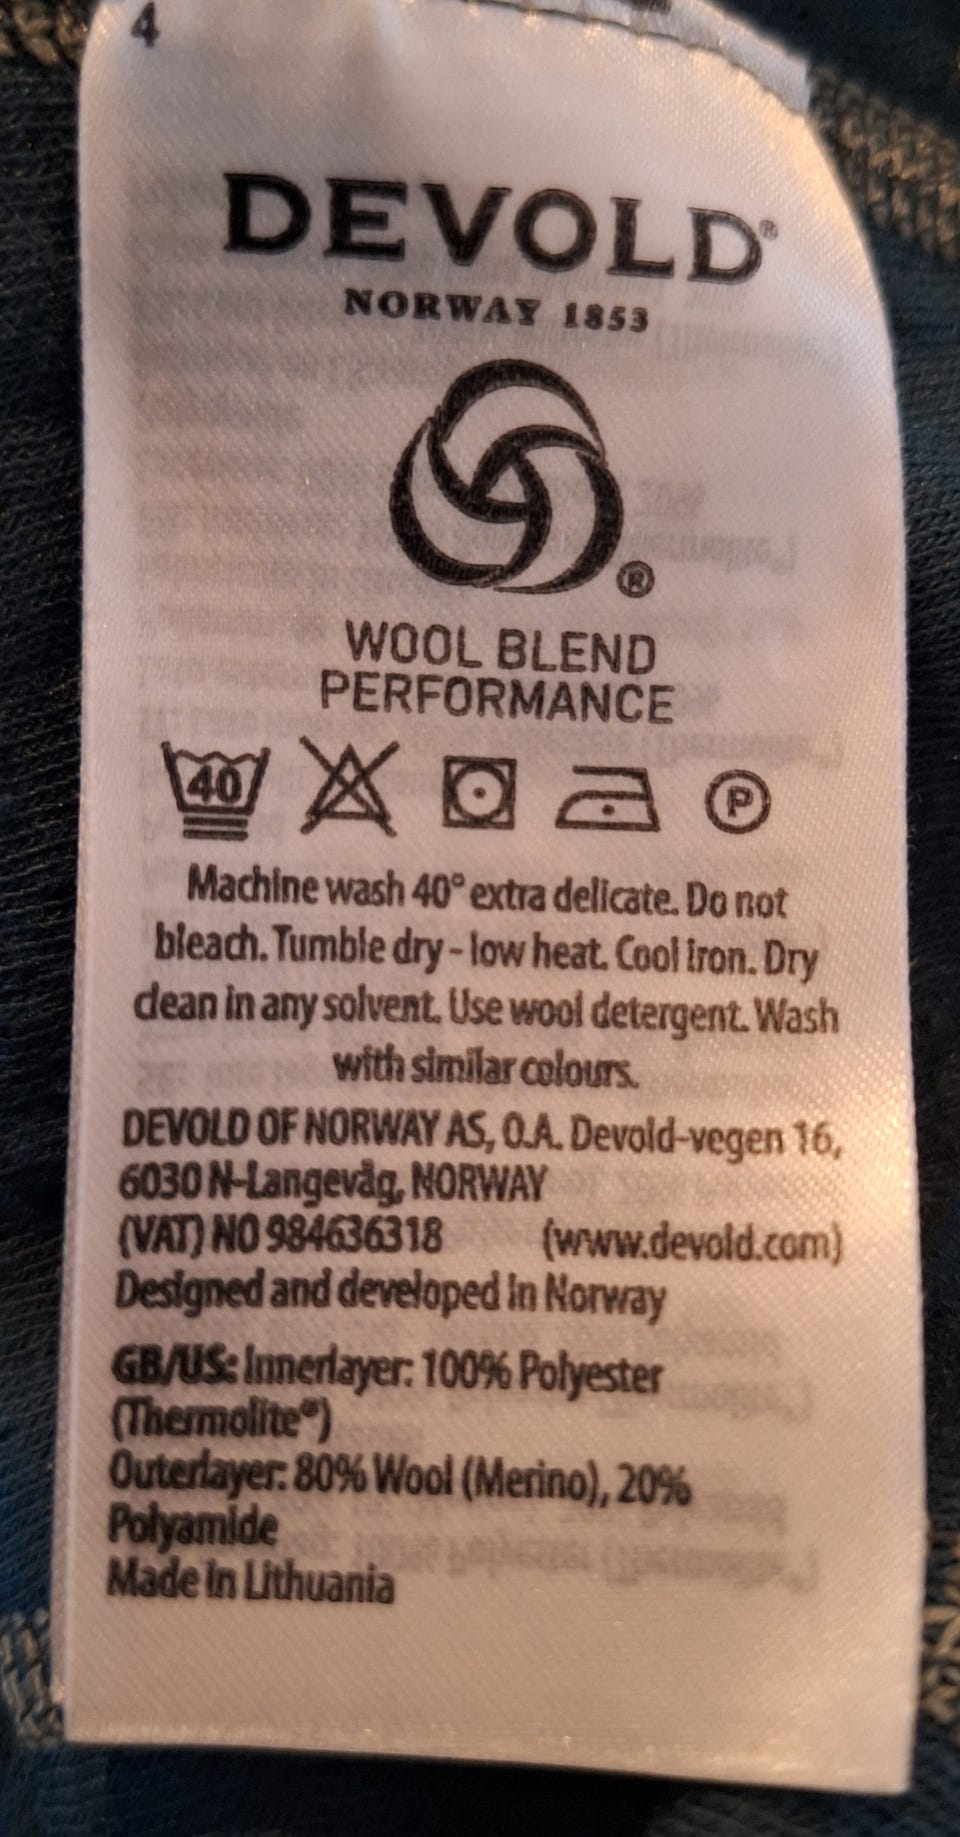 4
DEVOLD®
NORWAY 1853
®
WOOL BLEND
PERFORMANCE
40 P
Machine wash 40° extra delicate. Do not
bleach. Tumble dry - low heat. Cool iron. Dry
clean in any solvent. Use wool detergent. Wash
with similar colours.
DEVOLD OF NORWAY AS, O.A. Devold-vegen 16,
6030 N-Langevåg, NORWAY
(VAT) NO 984636318 (www.devold.com)
Designed and developed in Norway
GB/US: Innerlayer: 100% Polyester
(Thermolite®)
Outerlayer: 80% Wool (Merino), 20%
Polyamide
Made in Lithuania